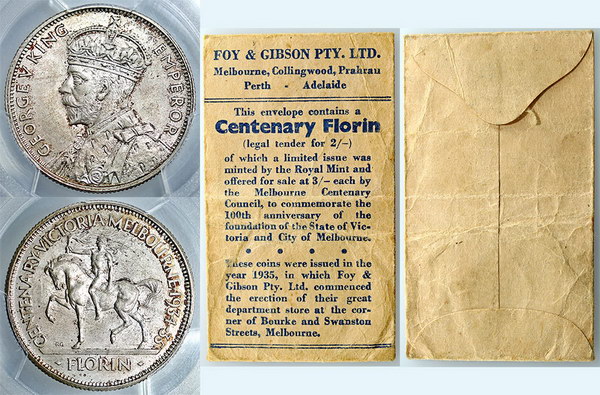 GEORGE V KING EMPEROR
CENTENARY VICTORIA MELBOURNE 1934-35
FLORIN
FOY & GIBSON PTY. LTD.
Melbourne, Collingwood, Prahran
Perth - Adelaide
This envelope contains a
Centenary Florin
(legal tender for 2/-)
of which a limited issue was
minted by the Royal Mint and
offered for sale at 3/- each by
the Melbourne Centenary
Council, to commemorate the
100th anniversary of the
foundation of the State of Vic-
toria and City of Melbourne.
These coins were issued in the
year 1935, in which Foy &
Gibson Pty. Ltd. commenced
the erection of their great
department store at the cor-
ner of Bourke and Swanston
Streets, Melbourne.